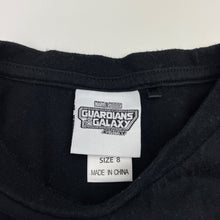 GUARDIANS
OF THE
GALAXY
SIZE 8
MADE IN CHINA